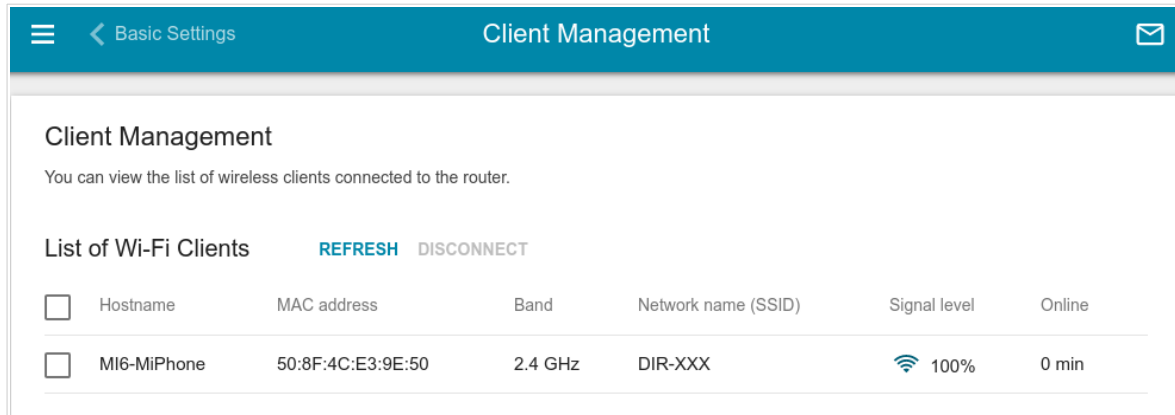 Basic Settings Client Management
Client Management
You can view the list of wireless clients connected to the router.
List of Wi-Fi Clients REFRESH DISCONNECT
Hostname MAC address Band Network name (SSID) Signal level Online
MI6-MiPhone 50:8F:4C:E3:9E:50 2.4 GHz DIR-XXX 100% 0 min